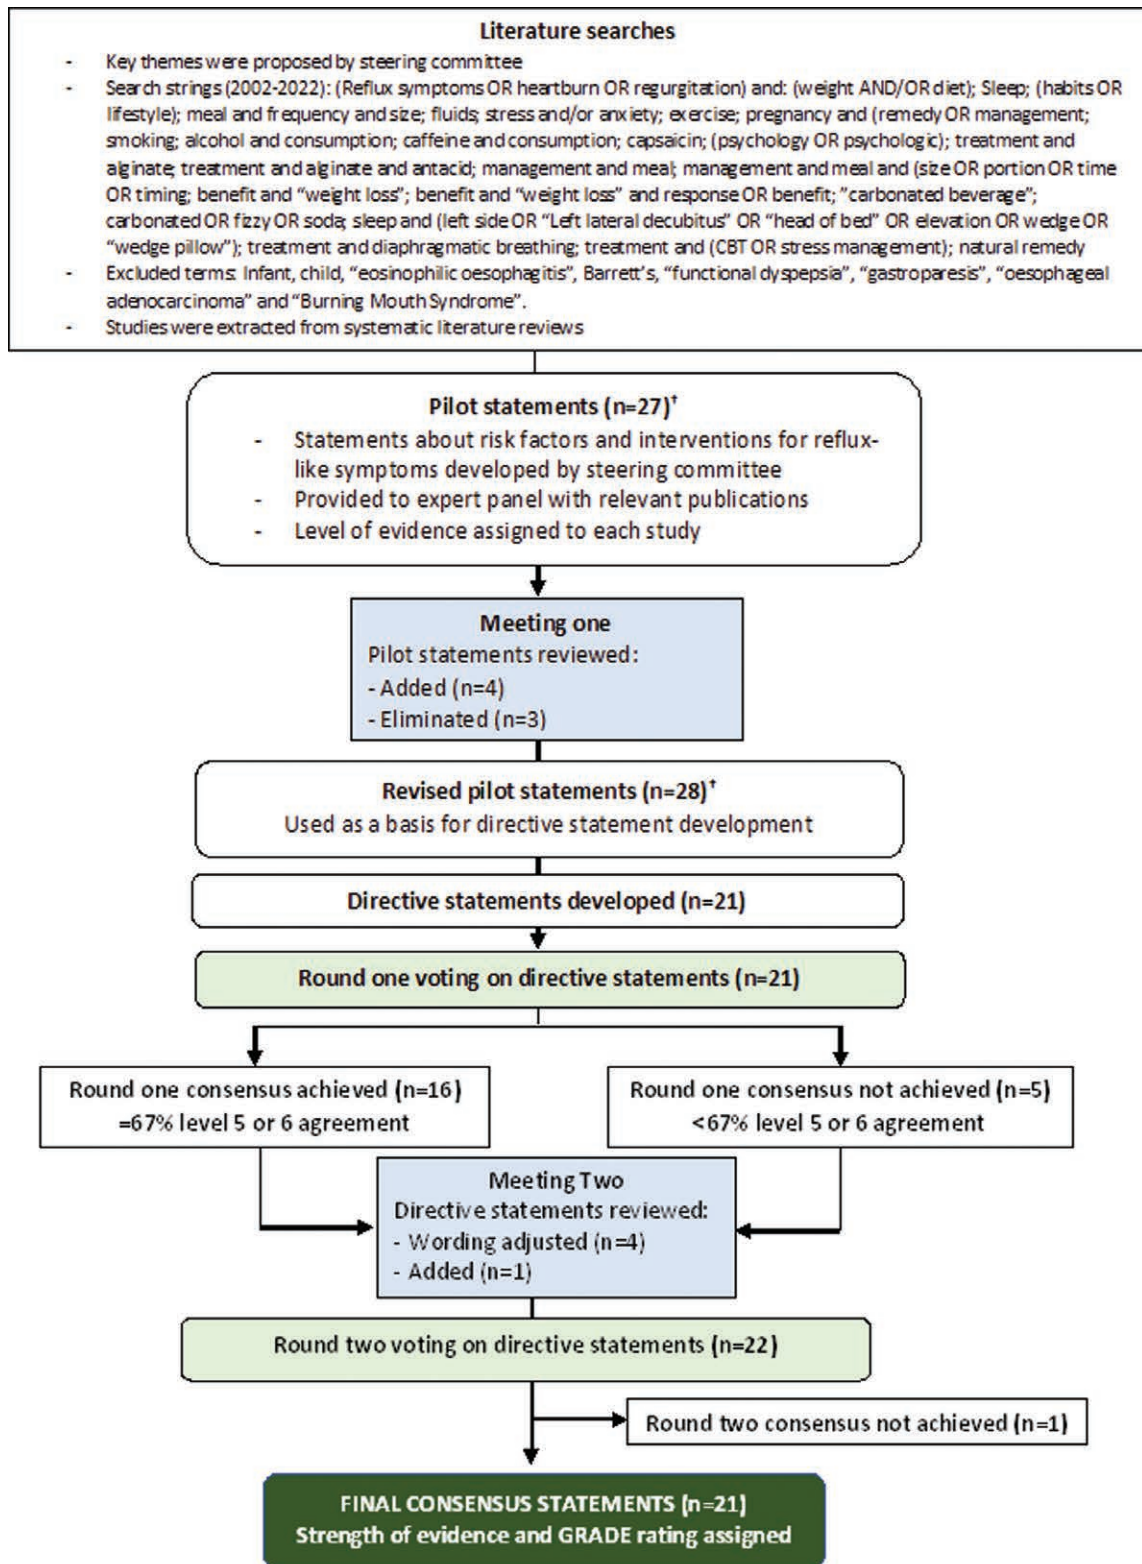 Literature searches
- Key themes were proposed by steering committee
- Search strings (2002-2022): (Reflux symptoms OR heartburn OR regurgitation) and: (weight AND/OR diet); Sleep; (habits OR
lifestyle); meal and frequency and size; fluids; stress and/or anxiety; exercise; pregnancy and (remedy OR management;
smoking; alcohol and consumption; caffeine and consumption; capsaicin; (psychology OR psychologic); treatment and
alginate; treatment and alginate and antacid; management and meal; management and meal and (size OR portion OR time
OR timing; benefit and "weight loss"; benefit and "weight loss" and response OR benefit; "carbonated beverage";
carbonated OR fizzy OR soda; sleep and (left side OR "Left lateral decubitus" OR "head of bed" OR elevation OR wedge OR
"wedge pillow"); treatment and diaphragmatic breathing; treatment and (CBT OR stress management); natural remedy
- Excluded terms: Infant, child, "eosinophilic oesophagitis", Barrett's, "functional dyspepsia", "gastroparesis", "oesophageal
adenocarcinoma" and "Burning Mouth Syndrome".
- Studies were extracted from systematic literature reviews
Pilot statements (n=27)†
- Statements about risk factors and interventions for reflux-
like symptoms developed by steering committee
- Provided to expert panel with relevant publications
- Level of evidence assigned to each study
Meeting one
Pilot statements reviewed:
- Added (n=4)
- Eliminated (n=3)
Revised pilot statements (n=28)†
Used as a basis for directive statement development
Directive statements developed (n=21)
Round one voting on directive statements (n=21)
Round one consensus achieved (n=16)
=67% level 5 or 6 agreement
Round one consensus not achieved (n=5)
<67% level 5 or 6 agreement
Meeting Two
Directive statements reviewed:
- Wording adjusted (n=4)
- Added (n=1)
Round two voting on directive statements (n=22)
Round two consensus not achieved (n=1)
FINAL CONSENSUS STATEMENTS (n=21)
Strength of evidence and GRADE rating assigned